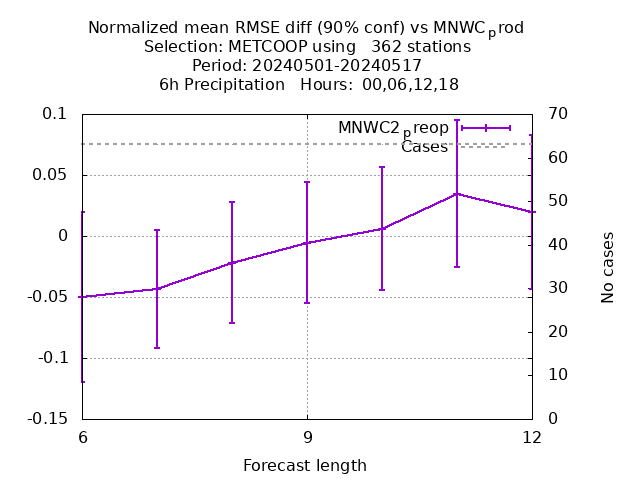 Normalized mean RMSE diff (90% conf) vs MNWCprod
Selection: METCOOP using   362 stations
Period: 20240501-20240517
6h Precipitation   Hours: 00,06,12,18
0.1
0.05
0
-0.05
-0.1
-0.15
MNWC2preop
Cases
70
60
50
40
30
20
10
0
No cases
6
9
12
Forecast length